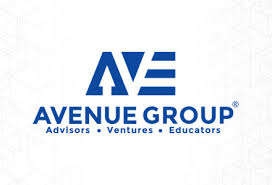 AVE
AVENUE GROUP®
Advisors • Ventures • Educators